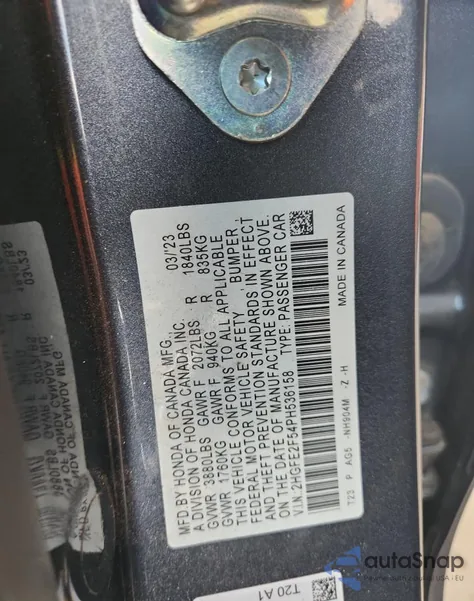 MFD.BY HONDA OF CANADA MFG. 03/23
A DIVISION OF HONDA CANADA INC.
GVWR 3880LBS GAWR F 2072LBS R 1840LBS
GVWR 1760KG GAWR F 940KG R 835KG
THIS VEHICLE CONFORMS TO ALL APPLICABLE
FEDERAL MOTOR VEHICLE SAFETY BUMPER,
AND THEFT PREVENTION STANDARDS IN EFFECT
ON THE DATE OF MANUFACTURE SHOWN ABOVE.
V.I.N:2HGFE2F54PH536158 TYPE: PASSENGER CAR
T23 P AG5 -NH904M -Z -H MADE IN CANADA
T20 A1
autoSnap